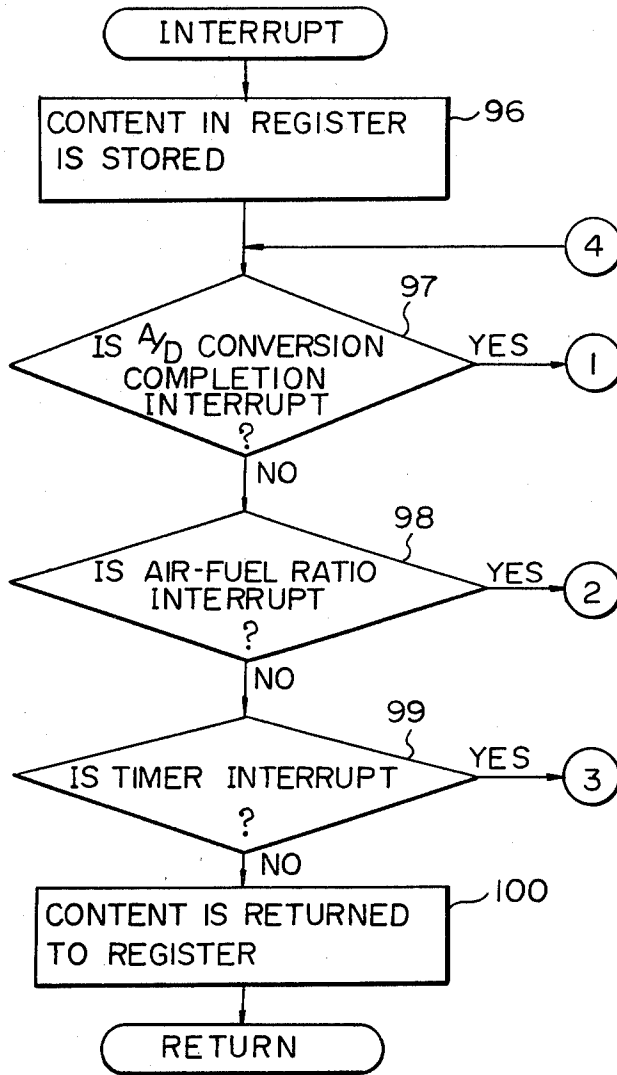 INTERRUPT
CONTENT IN REGISTER
IS STORED
96
4
97
IS A/D CONVERSION
COMPLETION
INTERRUPT
?
YES
1
NO
98
IS AIR-FUEL RATIO
INTERRUPT
?
YES
2
NO
99
IS TIMER INTERRUPT
?
YES
3
NO
CONTENT IS RETURNED
TO REGISTER
100
RETURN